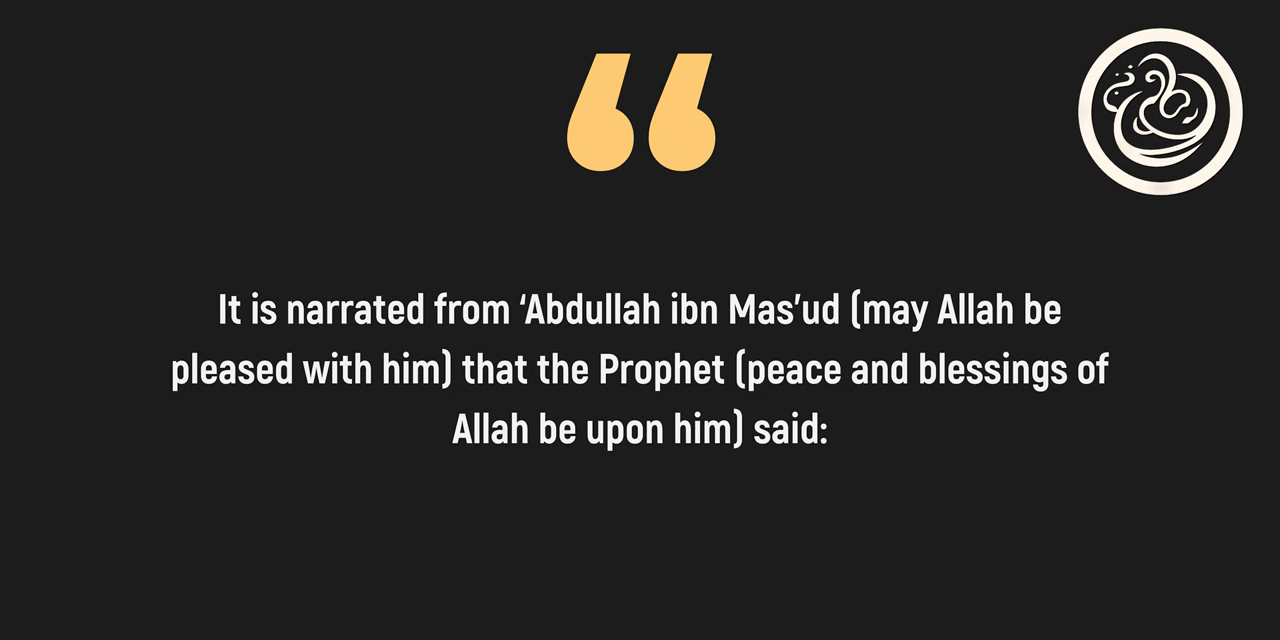 It is narrated from ‘Abdullah ibn Mas’ud (may Allah be
pleased with him) that the Prophet (peace and blessings of
Allah be upon him) said: